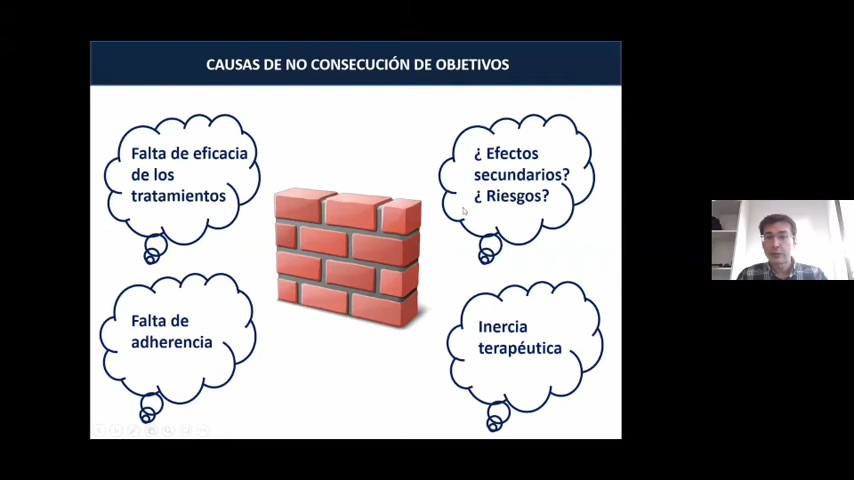 CAUSAS DE NO CONSECUCIÓN DE OBJETIVOS
Falta de eficacia
de los
tratamientos
¿ Efectos
secundarios?
¿ Riesgos?
Falta de
adherencia
Inercia
terapéutica